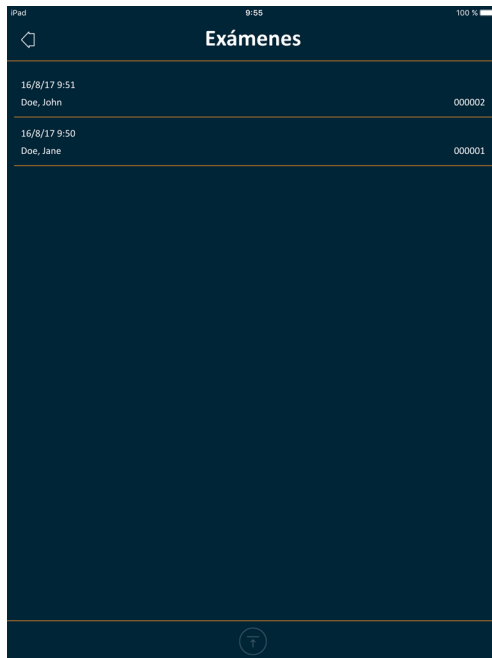 iPad 9:55 100 %
Exámenes
16/8/17 9:51
Doe, John 000002
16/8/17 9:50
Doe, Jane 000001